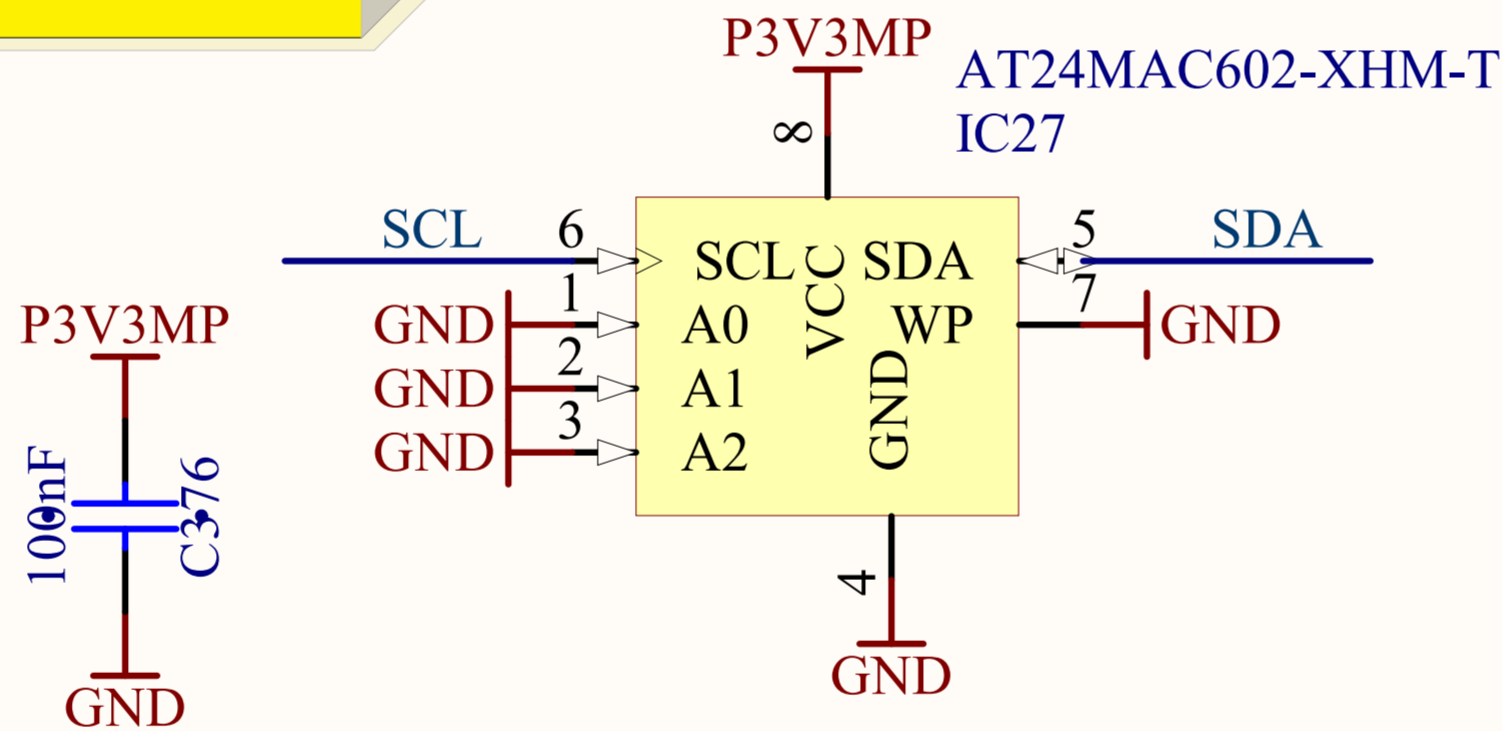 P3V3MP
AT24MAC602-XHM-T
IC27
8
SCL
6
SCL
VCC
SDA
5
SDA
GND
1
A0
WP
7
GND
GND
2
A1
GND
3
A2
GND
4
GND
P3V3MP
100nF
C376
GND